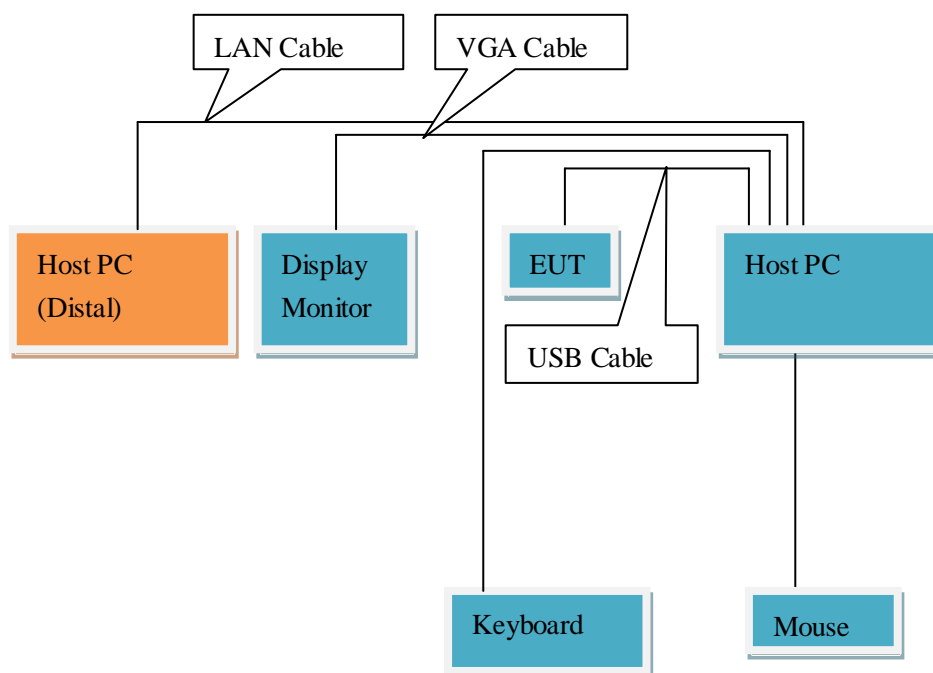 LAN Cable
VGA Cable
Host PC
(Distal)
Display
Monitor
EUT
Host PC
USB Cable
Keyboard
Mouse